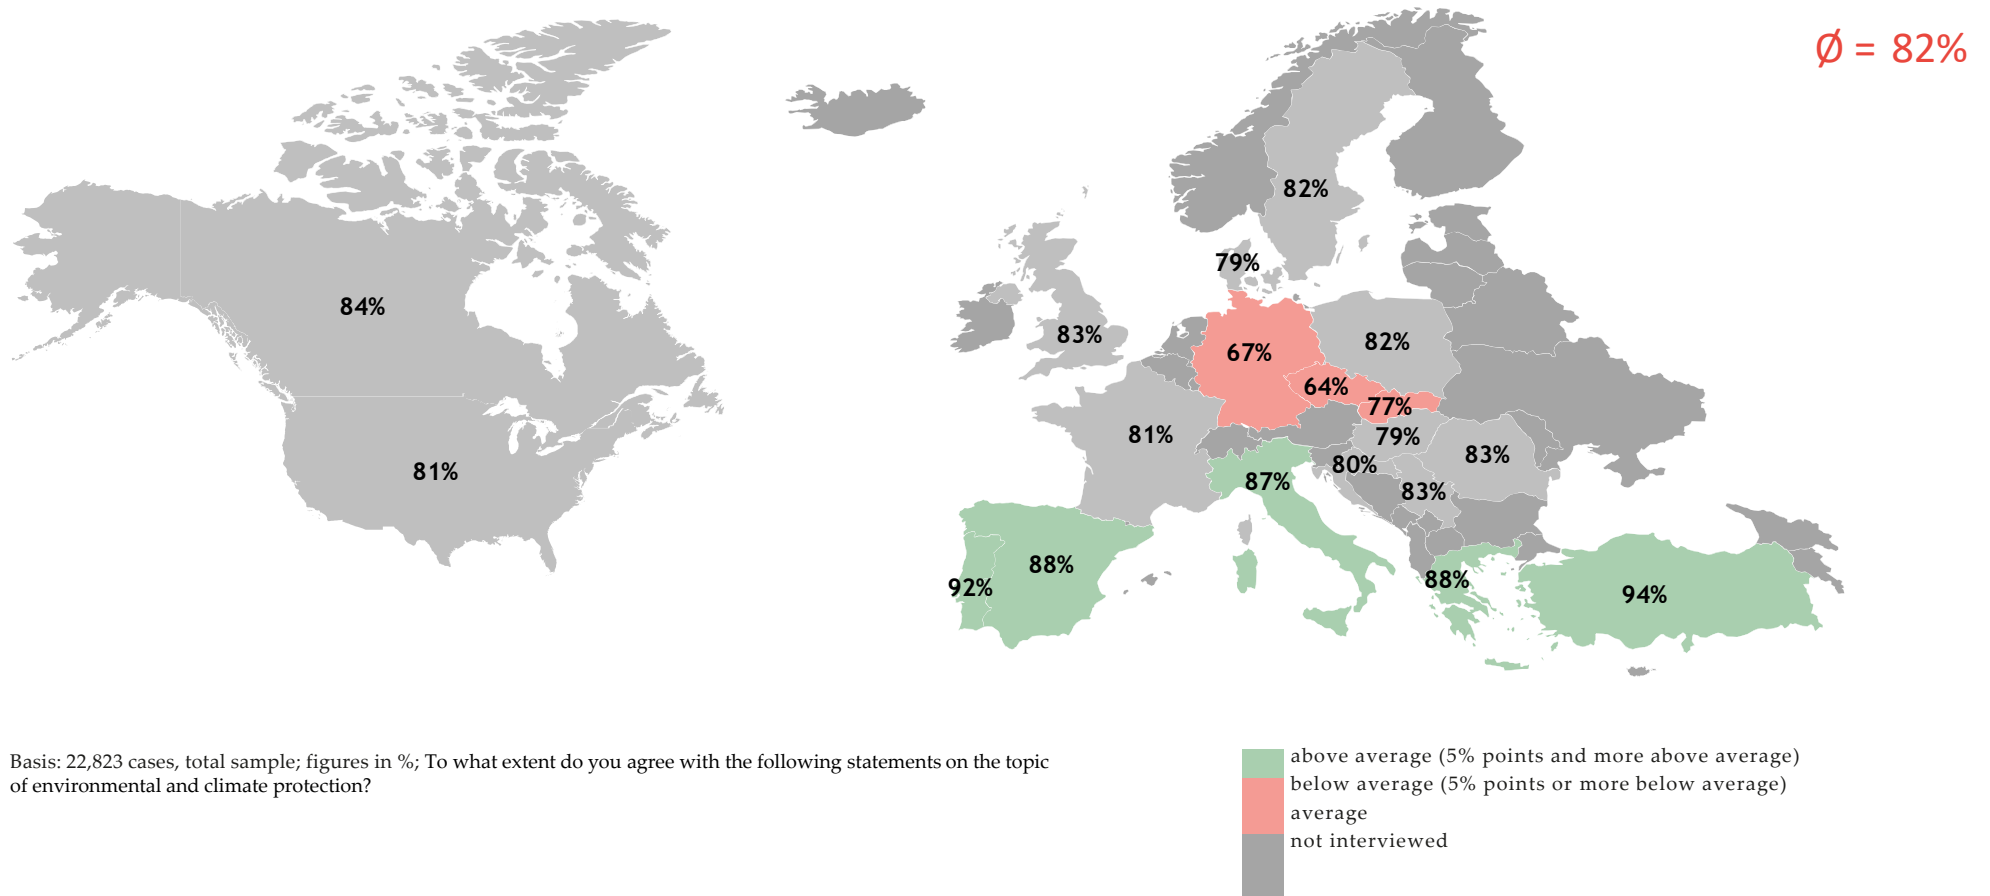 Ø = 82%
82%
79%
84%
83%
82%
67%
64%
77%
81%
79%
83%
80%
81%
87%
83%
88%
92%
88%
94%
Basis: 22,823 cases, total sample; figures in %; To what extent do you agree with the following statements on the topic
of environmental and climate protection?
above average (5% points and more above average)
below average (5% points or more below average)
average
not interviewed